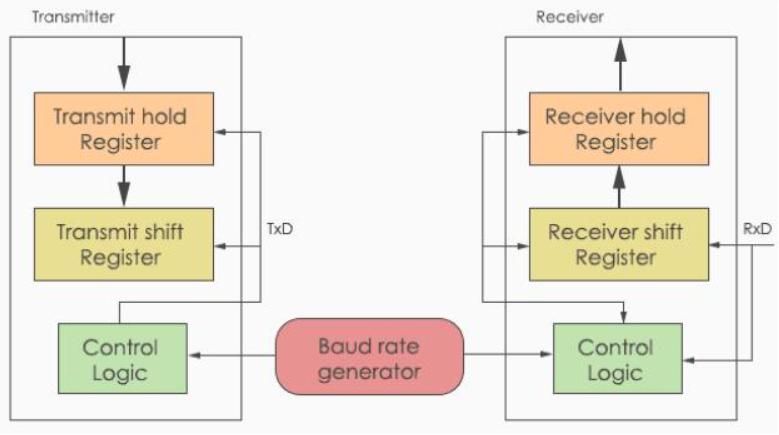 Transmitter
Transmit hold
Register
Transmit shift
Register
TxD
Control
Logic
Baud rate
generator
Receiver
Receiver hold
Register
Receiver shift
Register
RxD
Control
Logic